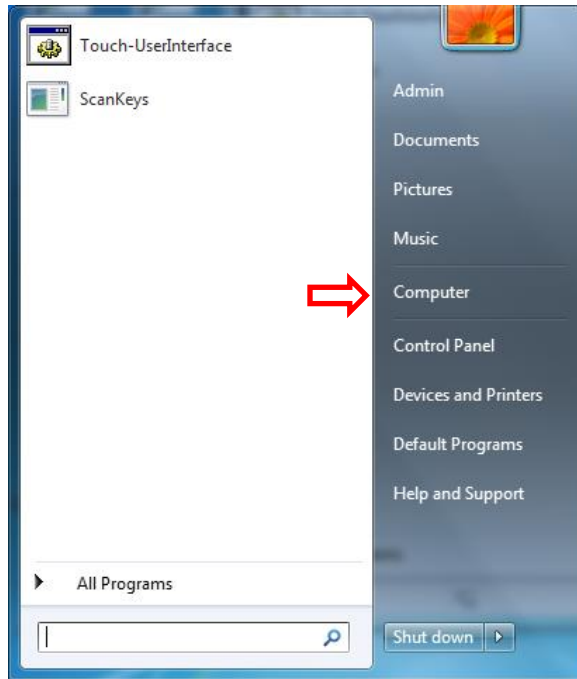 Touch-UserInterface
ScanKeys
All Programs
Admin
Documents
Pictures
Music
Computer
Control Panel
Devices and Printers
Default Programs
Help and Support
Shut down